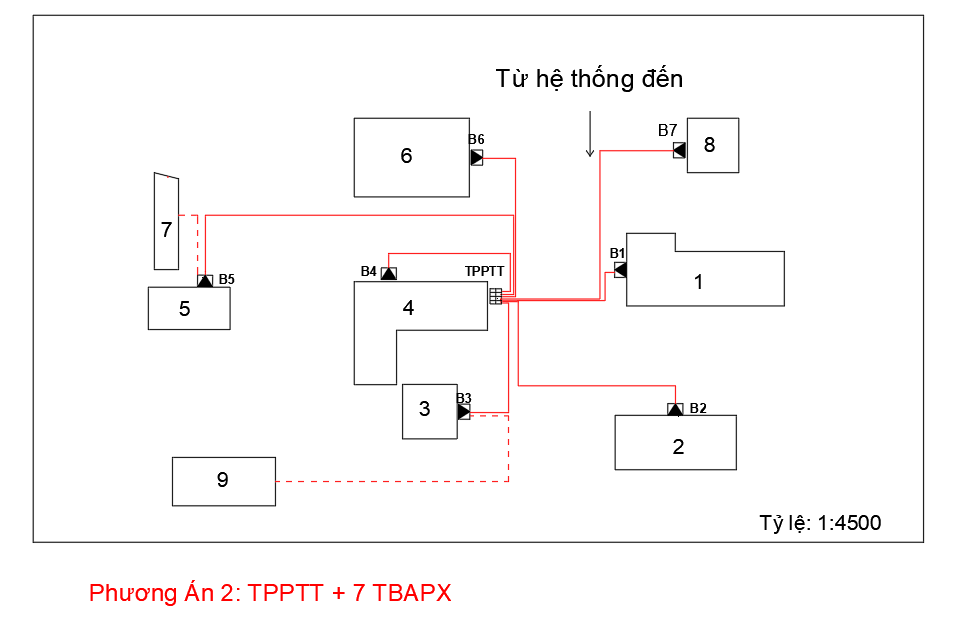 Từ hệ thống đến
B7
8
B6
6
7
B1
1
B4
TPPTT
B5
5
4
B3
3
B2
2
9
Tỷ lệ: 1:4500
Phương Án 2: TPPTT + 7 TBAPX